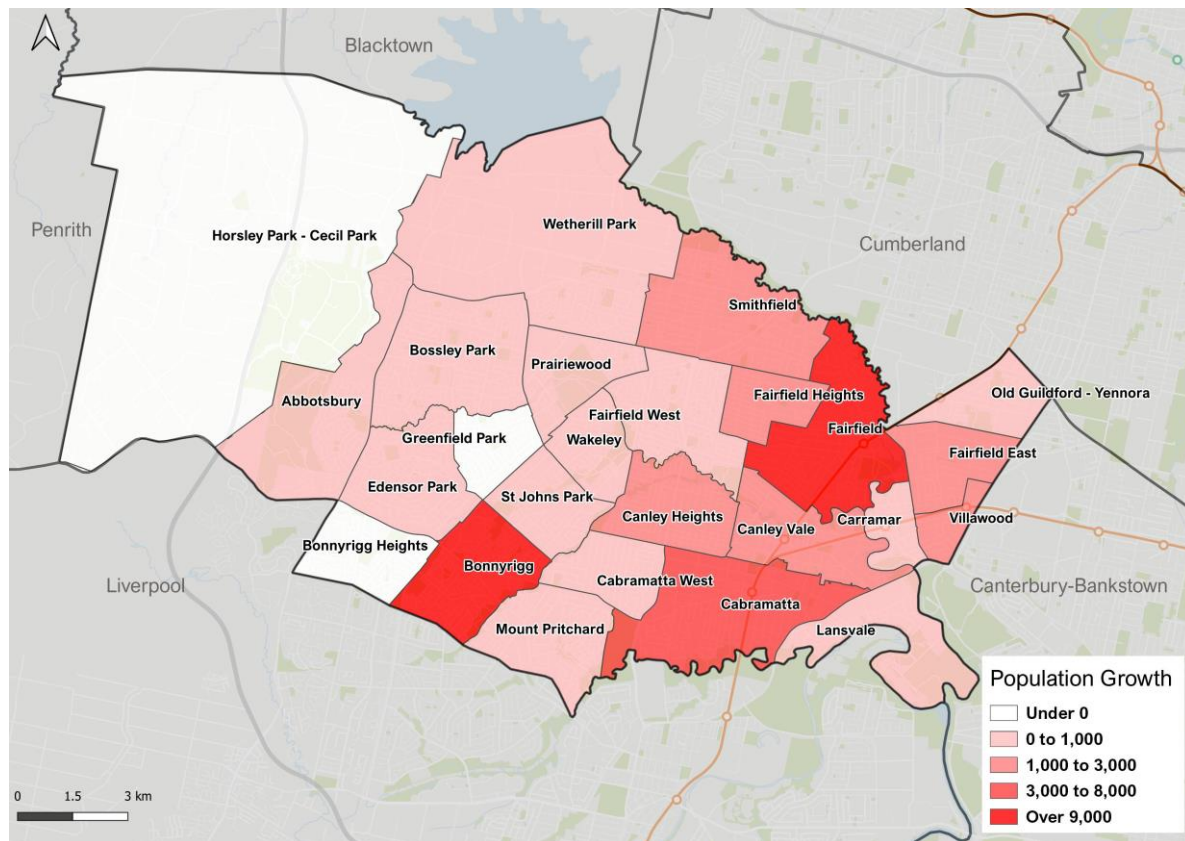 Blacktown
Penrith
Horsley Park - Cecil Park
Wetherill Park
Cumberland
Smithfield
Bossley Park
Prairiewood
Abbotsbury
Fairfield Heights
Old Guildford - Yennora
Greenfield Park
Fairfield West
Wakeley
Fairfield
Fairfield East
Edensor Park
St Johns Park
Canley Heights
Canley Vale
Carramar
Villawood
Bonnyrigg Heights
Bonnyrigg
Liverpool
Cabramatta West
Cabramatta
Canterbury-Bankstown
Mount Pritchard
Lansvale
Population Growth
Under 0
0 to 1,000
1,000 to 3,000
3,000 to 8,000
Over 9,000
0 1.5 3 km